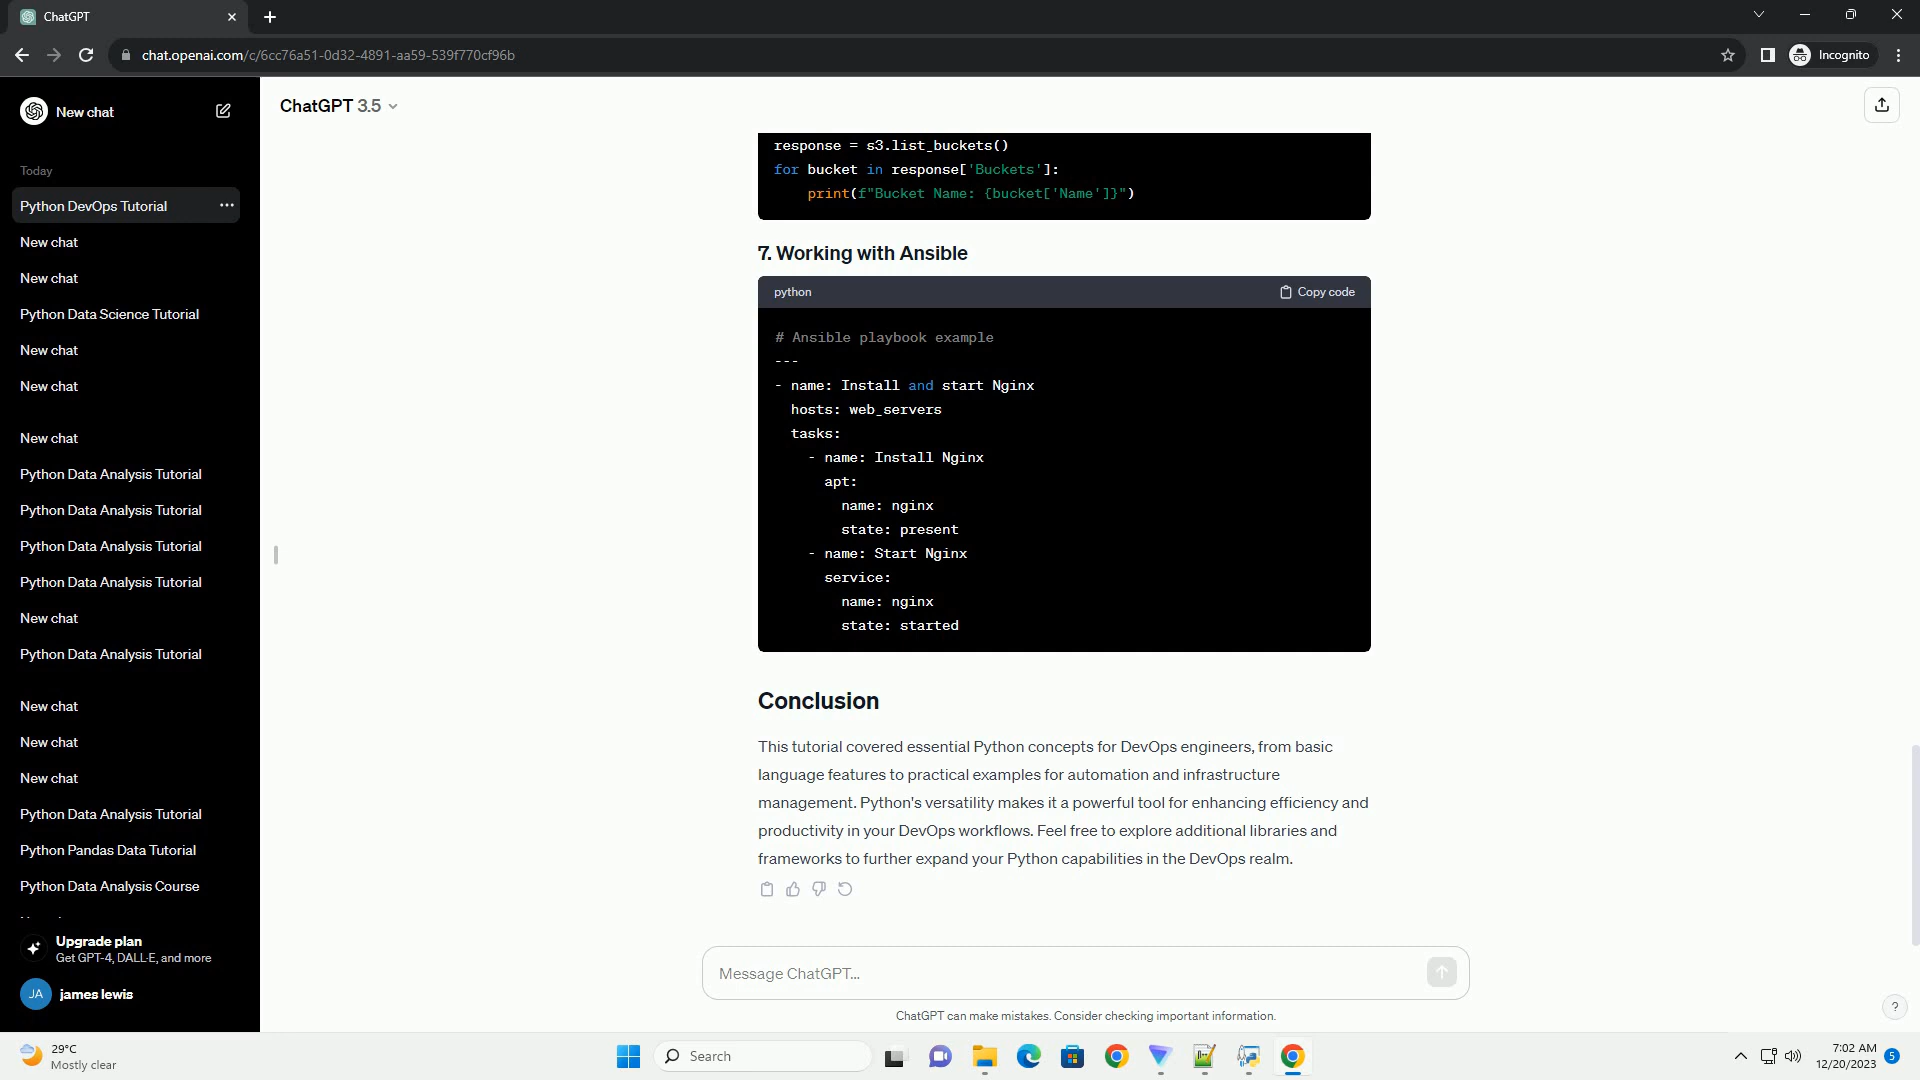 ChatGPT
chat.openai.com/c/6cc76a51-0d32-4891-aa59-539f770cf96b
Incognito
New chat
Today
Python DevOps Tutorial
New chat
New chat
Python Data Science Tutorial
New chat
New chat
New chat
Python Data Analysis Tutorial
Python Data Analysis Tutorial
Python Data Analysis Tutorial
Python Data Analysis Tutorial
New chat
Python Data Analysis Tutorial
New chat
New chat
New chat
Python Data Analysis Tutorial
Python Pandas Data Tutorial
Python Data Analysis Course
Upgrade plan
Get GPT-4, DALL·E, and more
JA
james lewis
ChatGPT 3.5
response = s3.list_buckets()
for bucket in response['Buckets']:
print(f"Bucket Name: {bucket['Name']}")
7. Working with Ansible
python
Copy code
# Ansible playbook example
---
- name: Install and start Nginx
hosts: web_servers
tasks:
- name: Install Nginx
apt:
name: nginx
state: present
- name: Start Nginx
service:
name: nginx
state: started
Conclusion
This tutorial covered essential Python concepts for DevOps engineers, from basic
language features to practical examples for automation and infrastructure
management. Python's versatility makes it a powerful tool for enhancing efficiency and
productivity in your DevOps workflows. Feel free to explore additional libraries and
frameworks to further expand your Python capabilities in the DevOps realm.
Message ChatGPT...
ChatGPT can make mistakes. Consider checking important information.
?
29°C
Mostly clear
Search
7:02 AM
12/20/2023
5